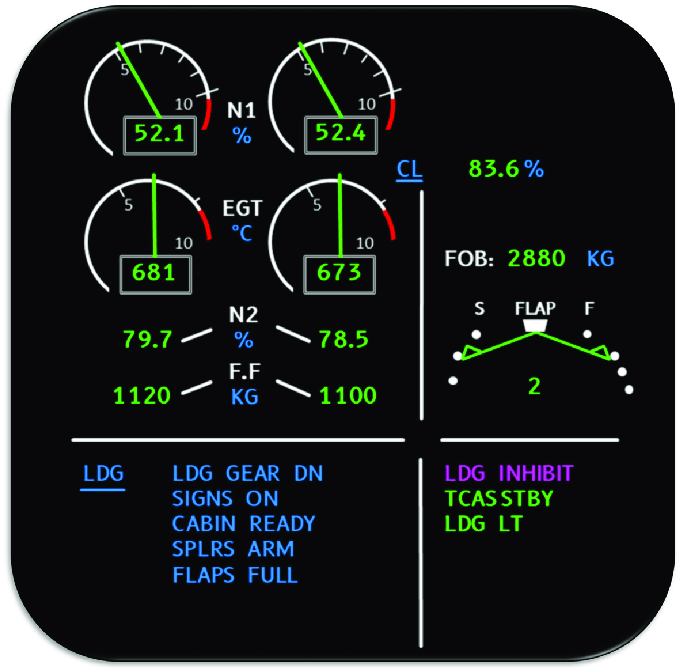 5
10
52.1
N1
%
5
10
52.4
CL 83.6 %
5
10
681
EGT
°C
5
10
673
FOB: 2880 KG
S FLAP F
2
79.7 N2 78.5
%
F.F
1120 KG 1100
LDG LDG GEAR DN
SIGNS ON
CABIN READY
SPLRS ARM
FLAPS FULL
LDG INHIBIT
TCAS STBY
LDG LT